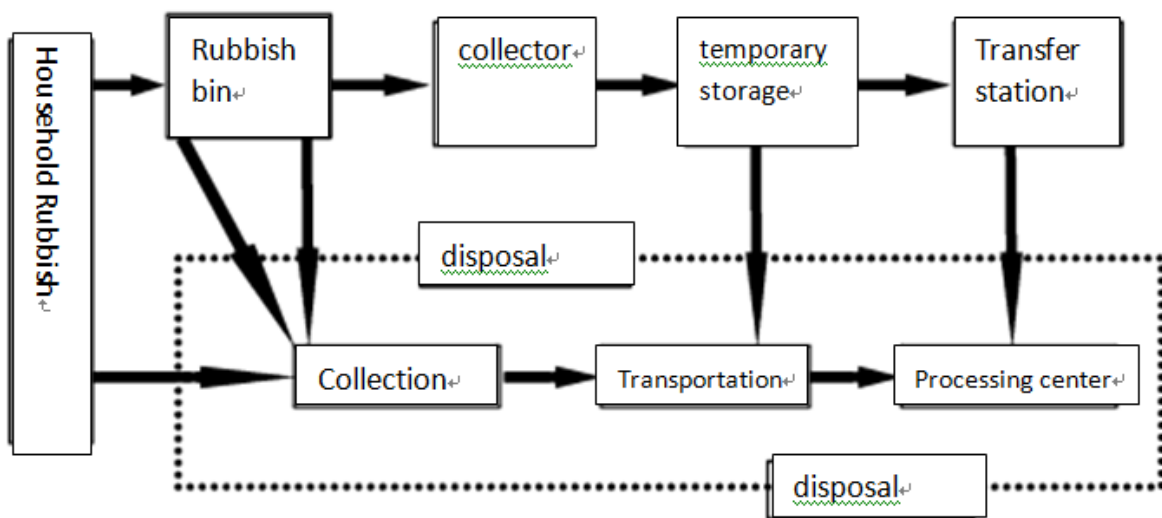 Household Rubbish
Rubbish
bin
collector
temporary
storage
Transfer
station
disposal
Collection
Transportation
Processing center
disposal